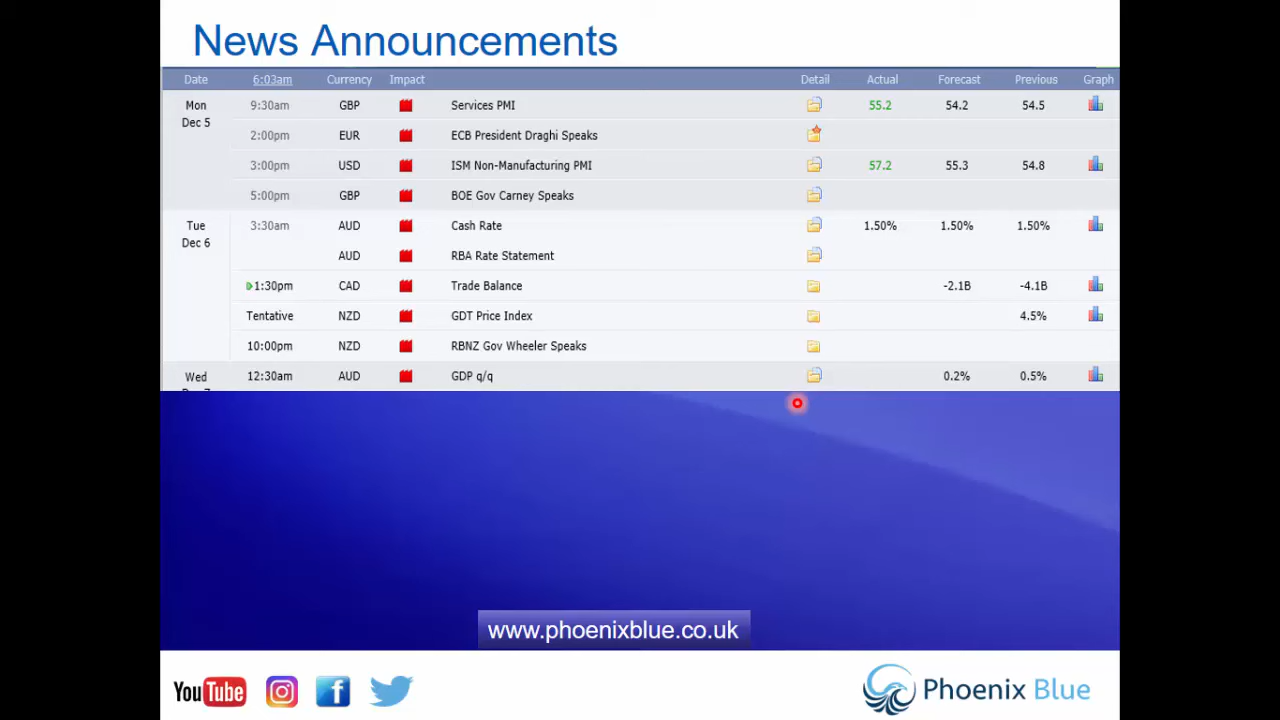 News Announcements
Date 6:03am Currency Impact Detail Actual Forecast Previous Graph
Mon Dec 5 9:30am GBP Services PMI 55.2 54.2 54.5
2:00pm EUR ECB President Draghi Speaks
3:00pm USD ISM Non-Manufacturing PMI 57.2 55.3 54.8
5:00pm GBP BOE Gov Carney Speaks
Tue Dec 6 3:30am AUD Cash Rate 1.50% 1.50% 1.50%
AUD RBA Rate Statement
1:30pm CAD Trade Balance -2.1B -4.1B
Tentative NZD GDT Price Index 4.5%
10:00pm NZD RBNZ Gov Wheeler Speaks
Wed 12:30am AUD GDP q/q 0.2% 0.5%
www.phoenixblue.co.uk
YouTube
Phoenix Blue